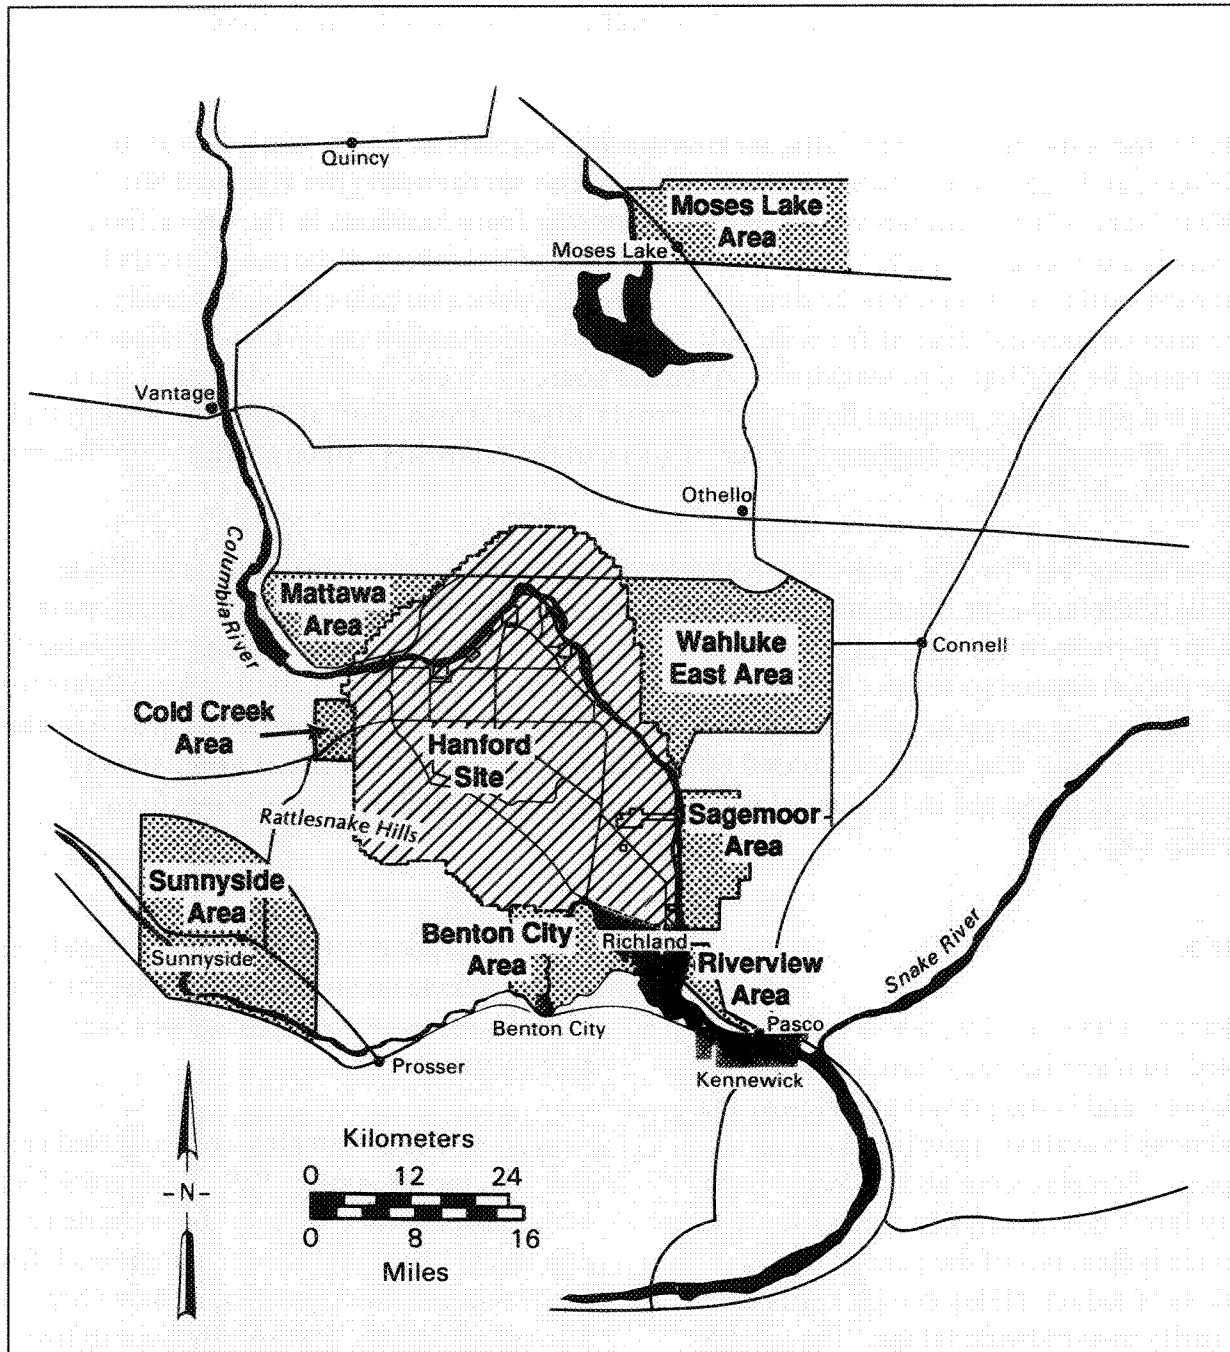 Quincy
Moses Lake
Area
Moses Lake
Vantage
Othello
Columbia River
Mattawa
Area
Wahluke
East Area
Connell
Cold Creek
Area
Hanford
Site
Rattlesnake Hills
Sagemoor
Area
Sunnyside
Area
Sunnyside
Benton City
Area
Richland
Riverview
Area
Snake River
Benton City
Pasco
Prosser
Kennewick
Kilometers
0 12 24
0 8 16
Miles
-N-